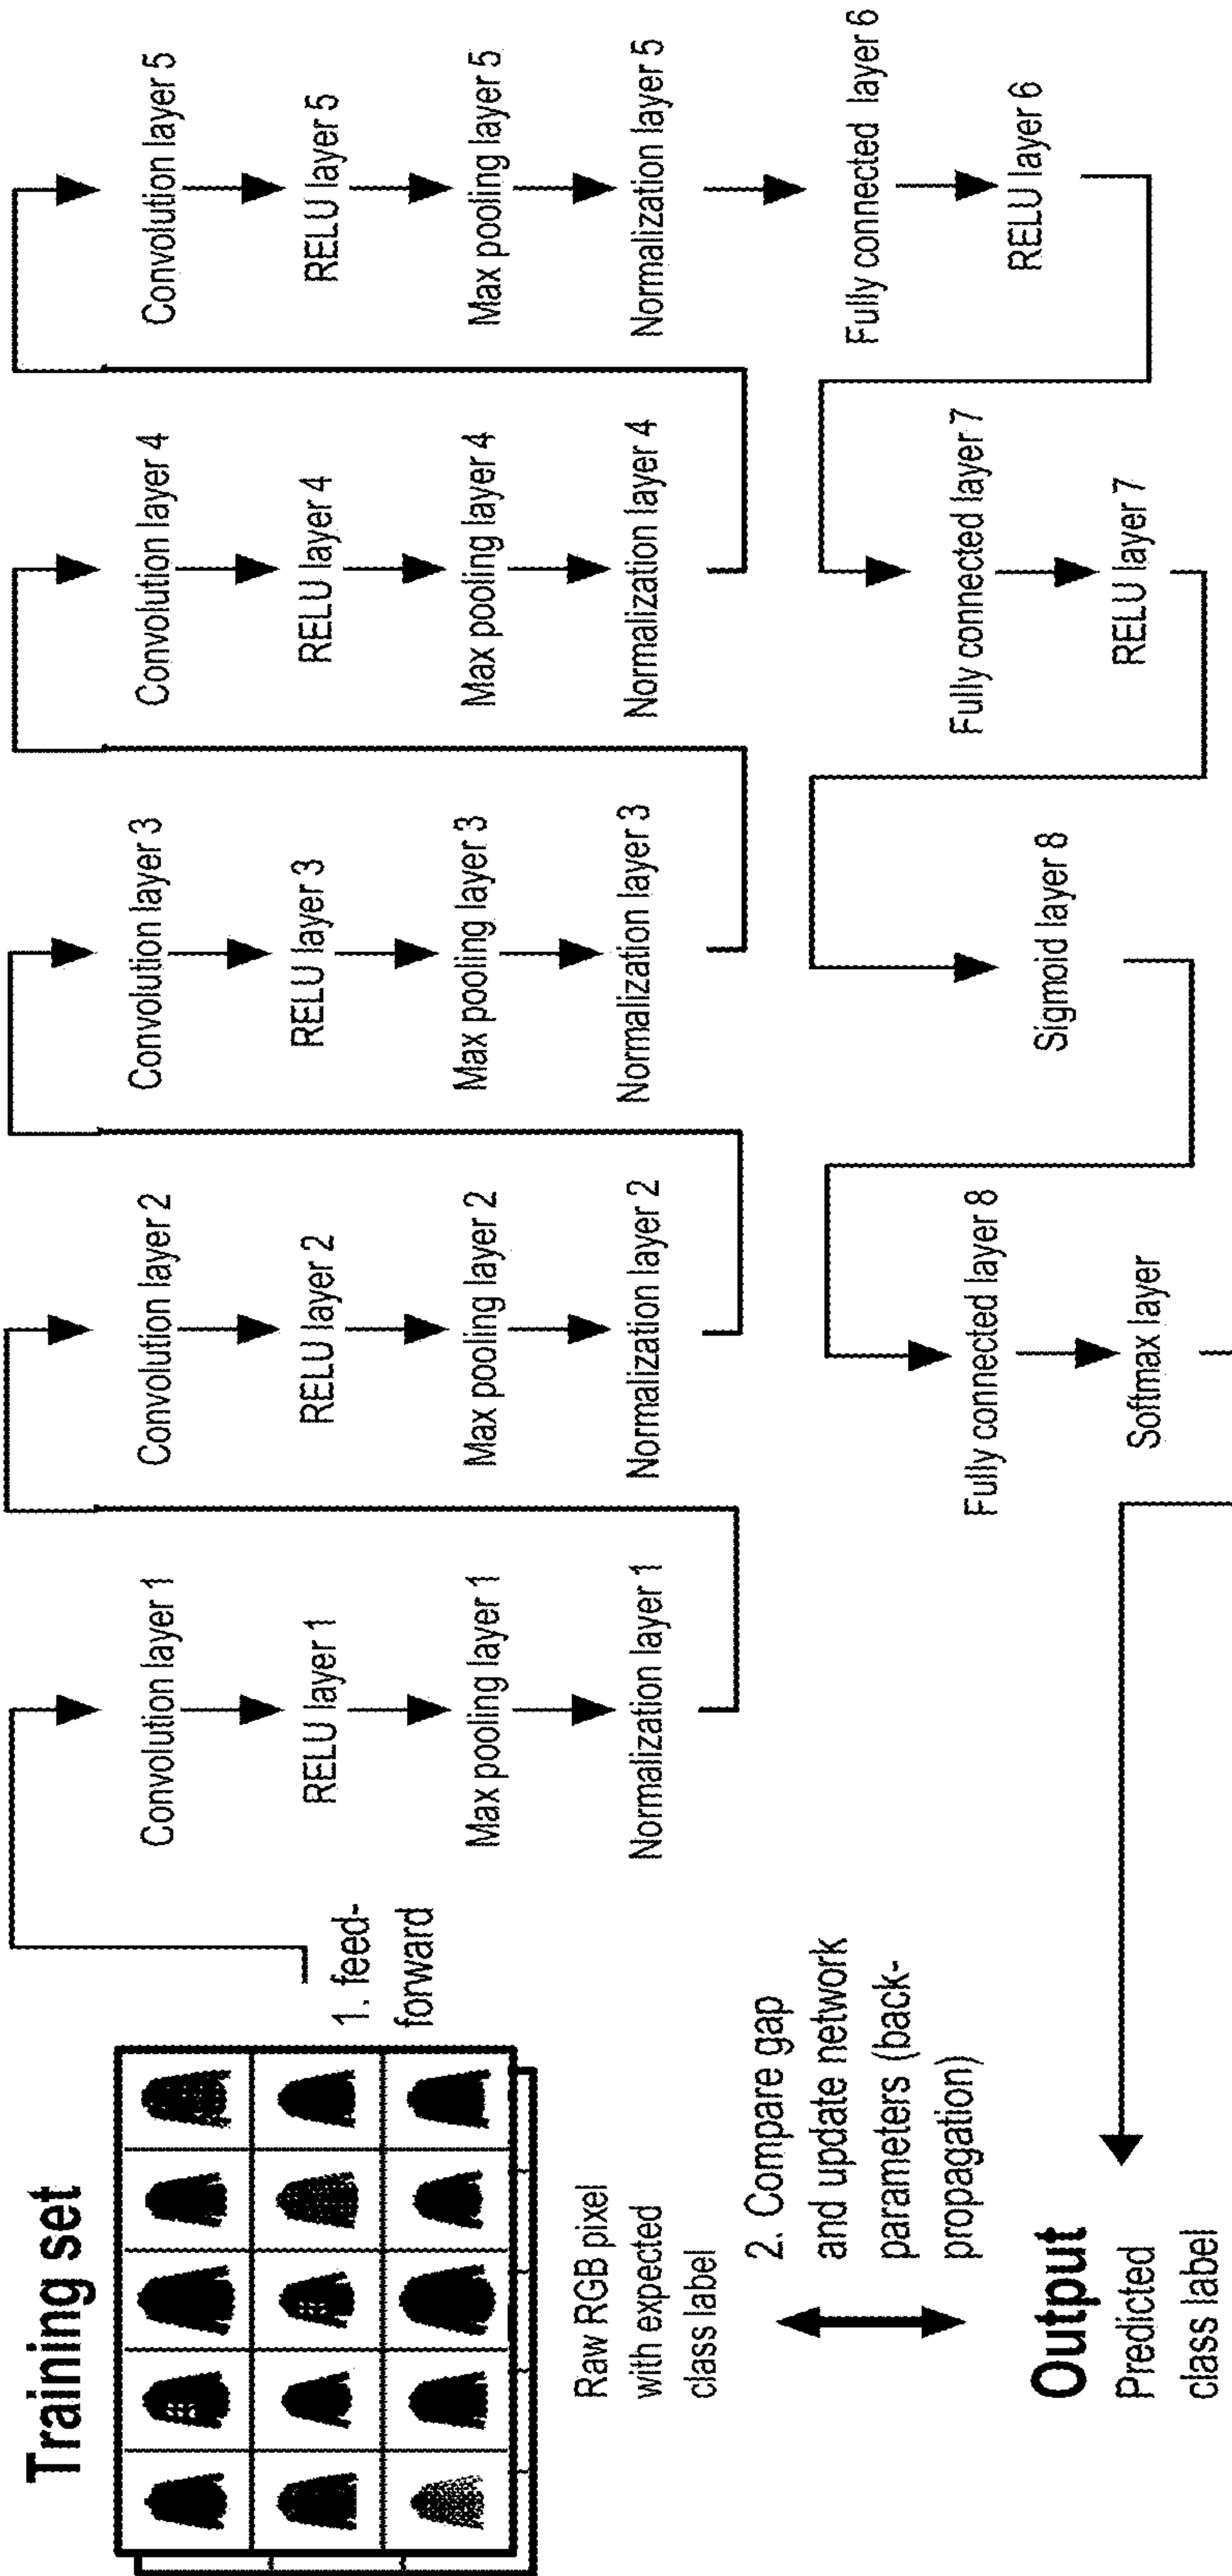 Training set
Raw RGB pixel
with expected
class label
1. feed-
forward
2. Compare gap
and update network
parameters (back-
propagation)
Output
Predicted
class label
Convolution layer 1
RELU layer 1
Max pooling layer 1
Normalization layer 1
Convolution layer 2
RELU layer 2
Max pooling layer 2
Normalization layer 2
Convolution layer 3
RELU layer 3
Max pooling layer 3
Normalization layer 3
Convolution layer 4
RELU layer 4
Max pooling layer 4
Normalization layer 4
Convolution layer 5
RELU layer 5
Max pooling layer 5
Normalization layer 5
Fully connected layer 6
RELU layer 6
Fully connected layer 7
RELU layer 7
Sigmoid layer 8
Fully connected layer 8
Softmax layer